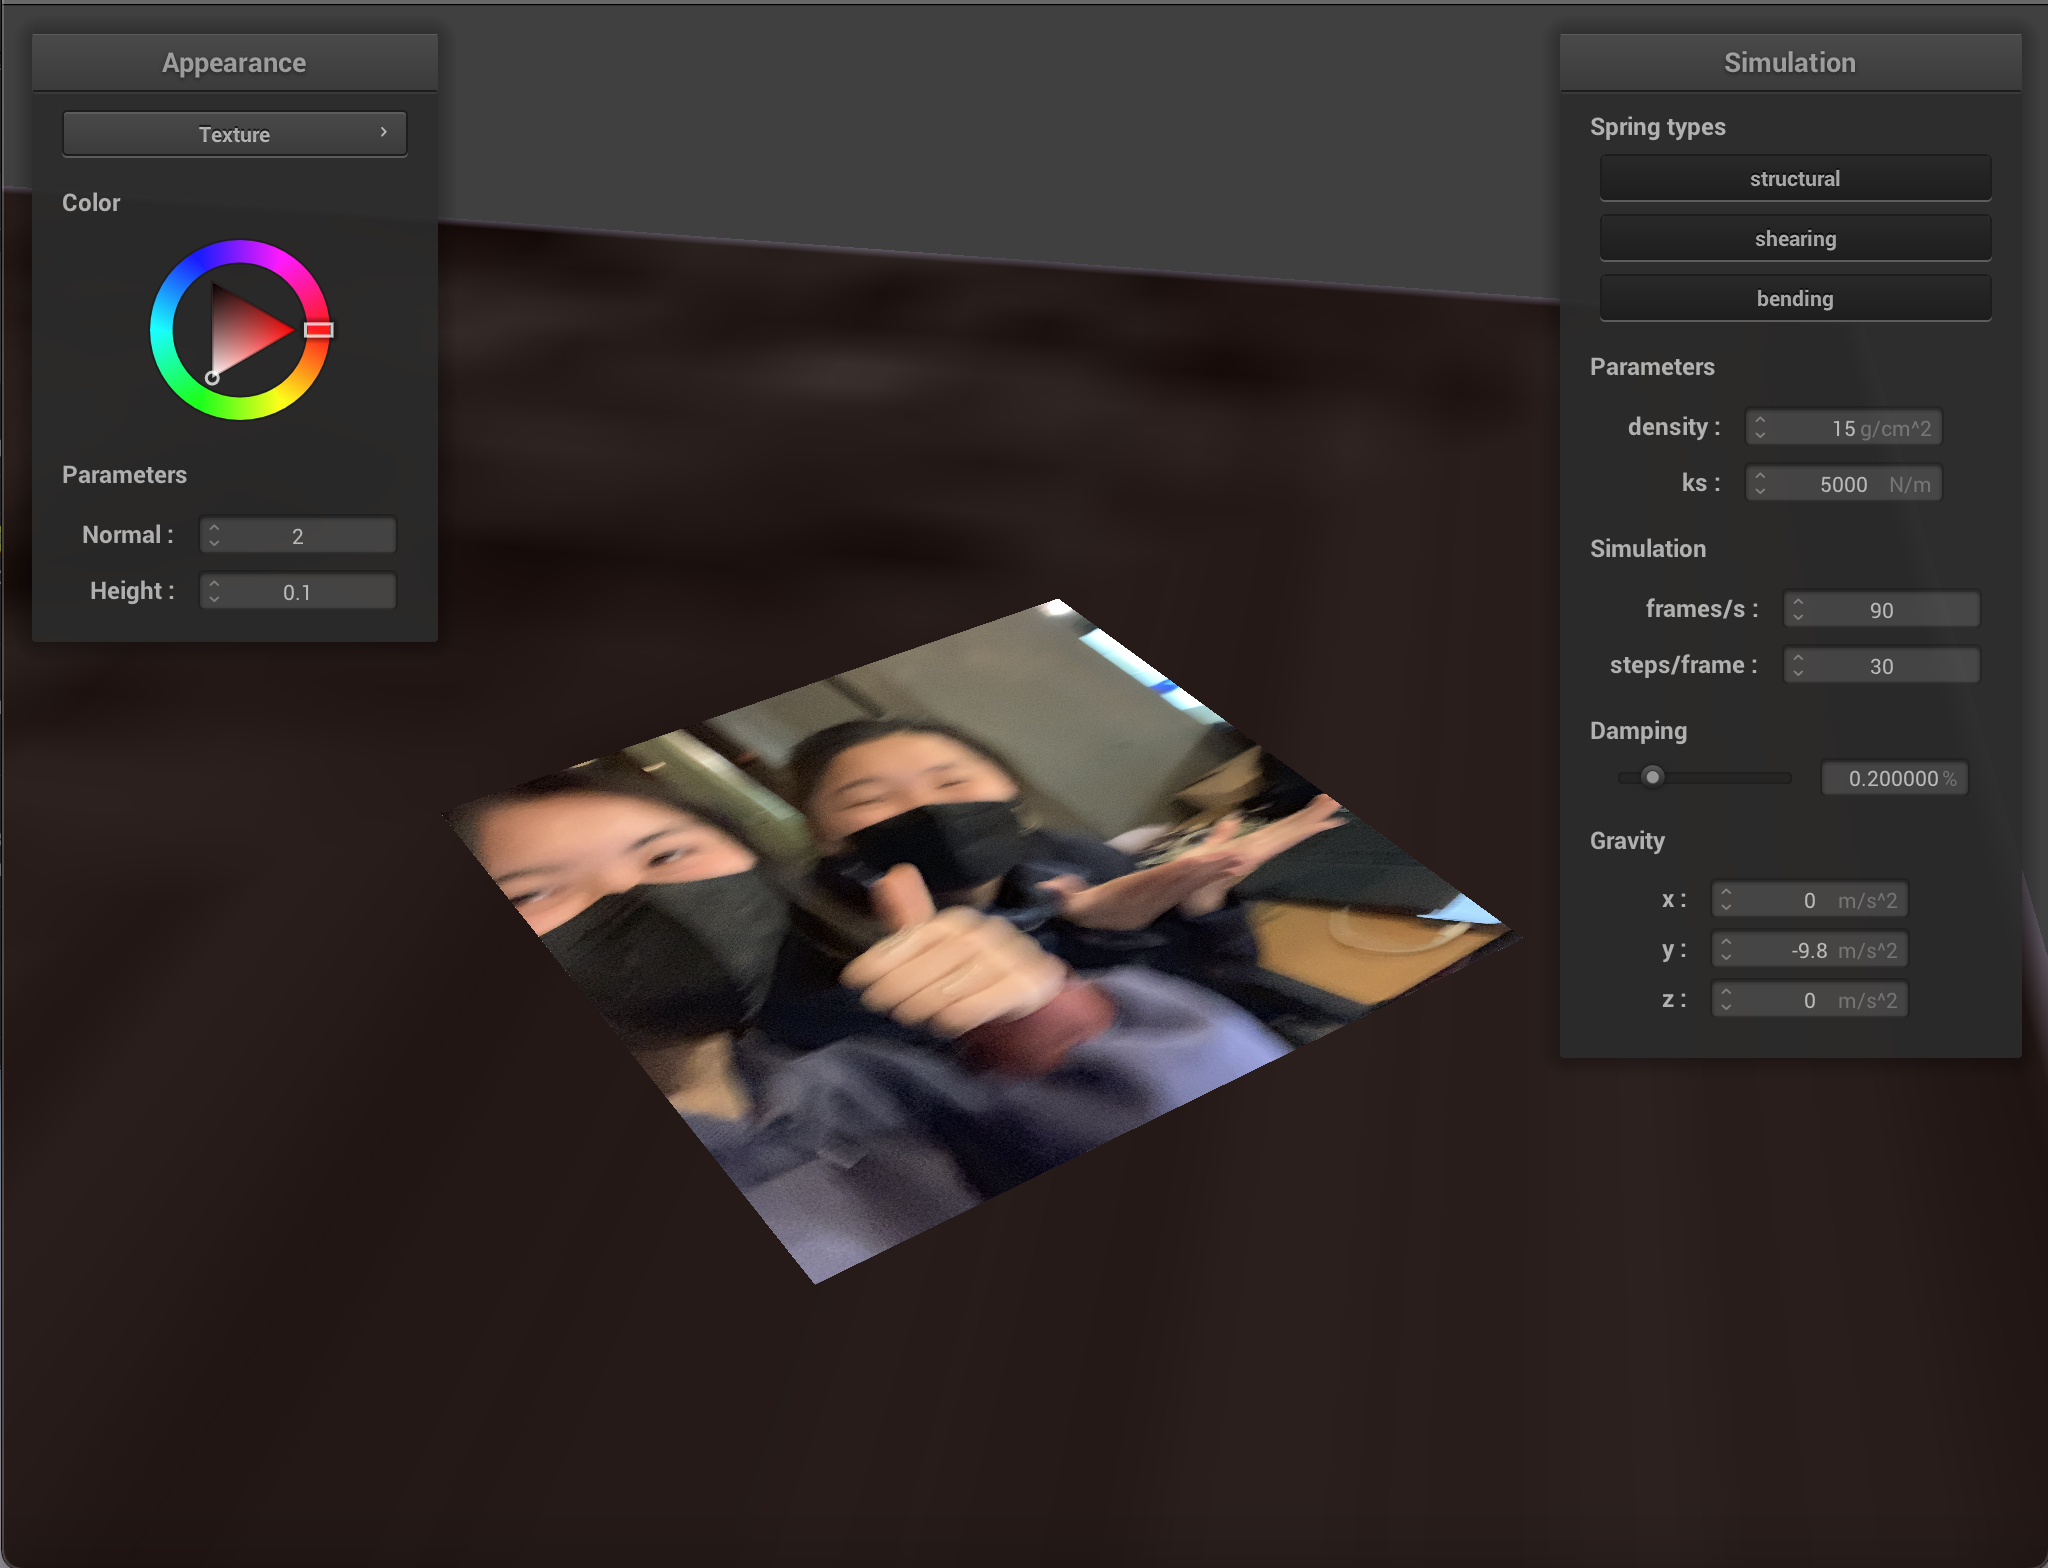 Appearance
Texture
Color
Parameters
Normal :
2
Height :
0.1
Simulation
Spring types
structural
shearing
bending
Parameters
density :
15 g/cm^2
ks :
5000 N/m
Simulation
frames/s :
90
steps/frame :
30
Damping
0.200000 %
Gravity
x :
0 m/s^2
y :
-9.8 m/s^2
z :
0 m/s^2